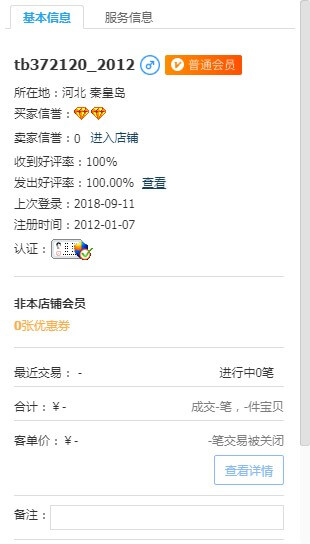 基本信息 服务信息
tb372120_2012 普通会员
所在地：河北 秦皇岛
买家信誉：
卖家信誉：0 进入店铺
收到好评率：100%
发出好评率：100.00% 查看
上次登录：2018-09-11
注册时间：2012-01-07
认证：
非本店铺会员
0张优惠券
最近交易： - 进行中0笔
合计：￥- 成交-笔，-件宝贝
客单价：￥- -笔交易被关闭
查看详情
备注：